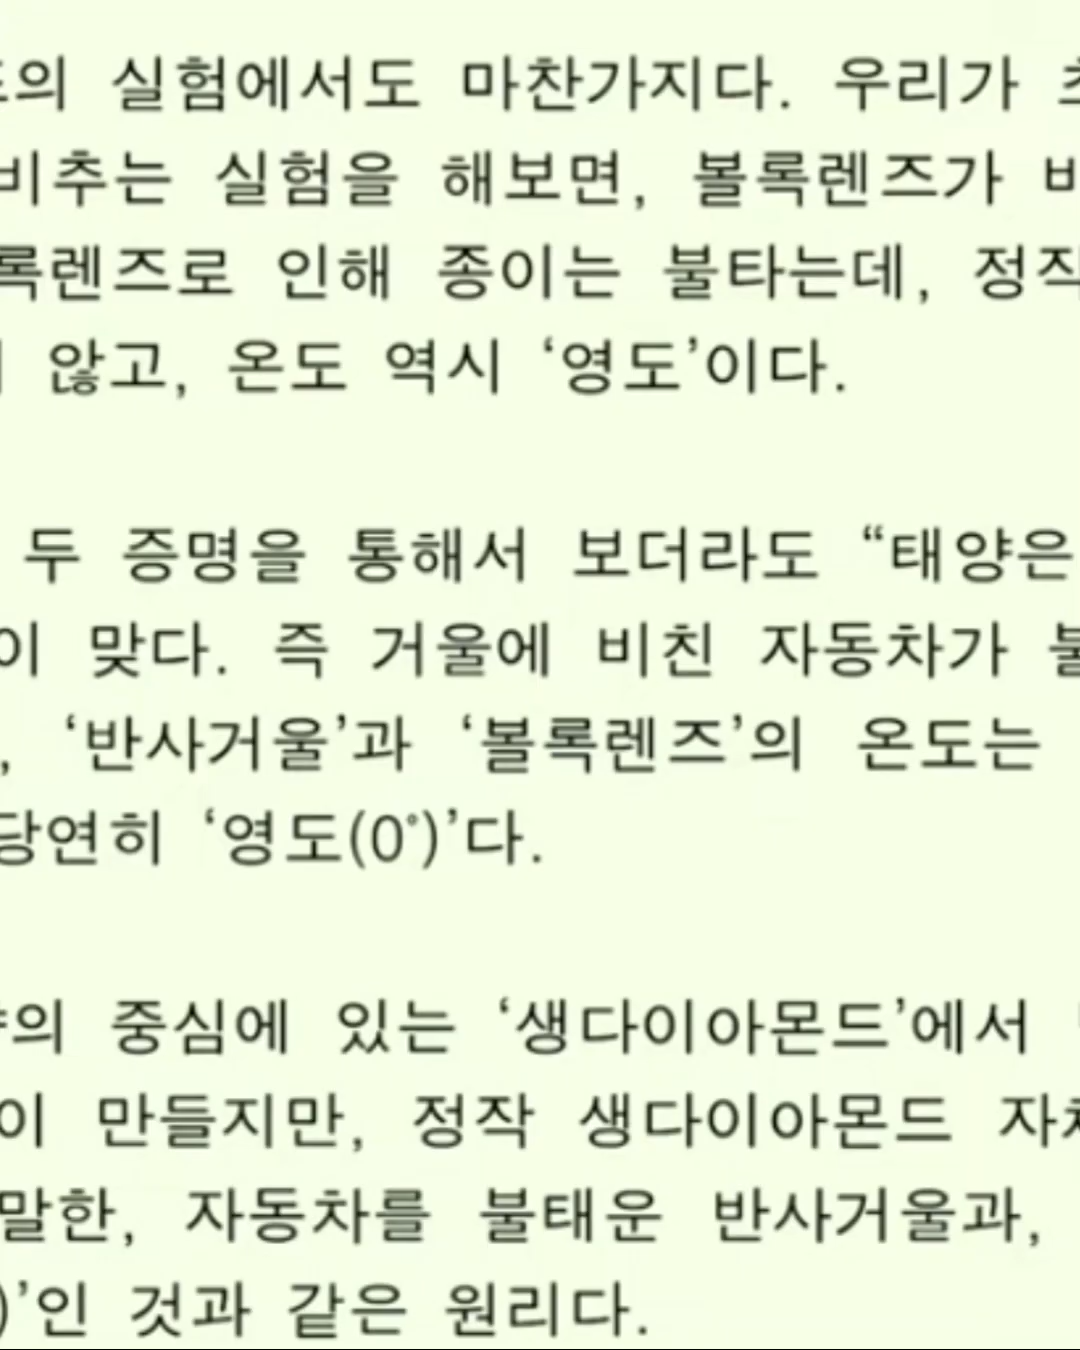 의 실험에서도 마찬가지다. 우리가
비추는 실험을 해보면, 볼록렌즈가
록렌즈로 인해 종이는 불타는데, 정직
않고, 온도 역시 ‘영도’이다.
두 증명을 통해서 보더라도 “태양은
이 맞다. 즉 거울에 비친 자동차가
, ‘반사거울’과 ‘볼록렌즈’의 온도는
당연히 ‘영도(0°)’다.
의 중심에 있는 ‘생다이아몬드’에서
이 만들지만, 정작 생다이아몬드
말한, 자동차를 불태운 반사거울과,
)’인 것과 같은 원리다.